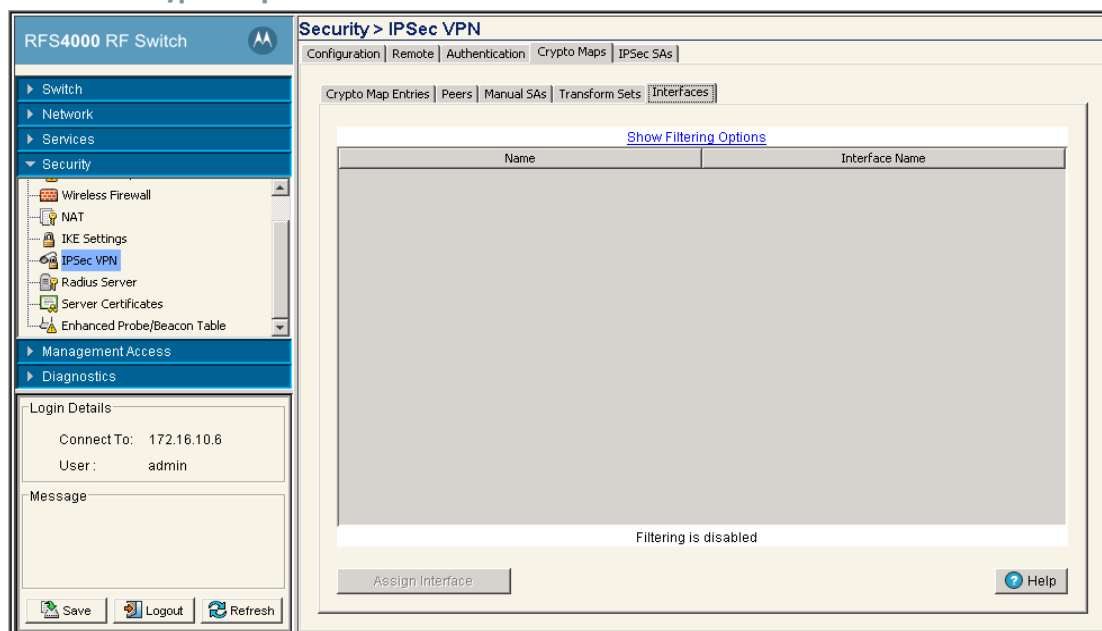 RFS4000 RF Switch
Security > IPSec VPN
Configuration | Remote | Authentication | Crypto Maps | IPSec SAs |
Switch
Network
Services
Security
Wireless Firewall
NAT
IKE Settings
IPSec VPN
Radius Server
Server Certificates
Enhanced Probe/Beacon Table
Management Access
Diagnostics
Login Details
Connect To: 172.16.10.6
User : admin
Message
Save Logout Refresh
Crypto Map Entries | Peers | Manual SAs | Transform Sets | Interfaces |
Show Filtering Options
Name Interface Name
Filtering is disabled
Assign Interface
Help